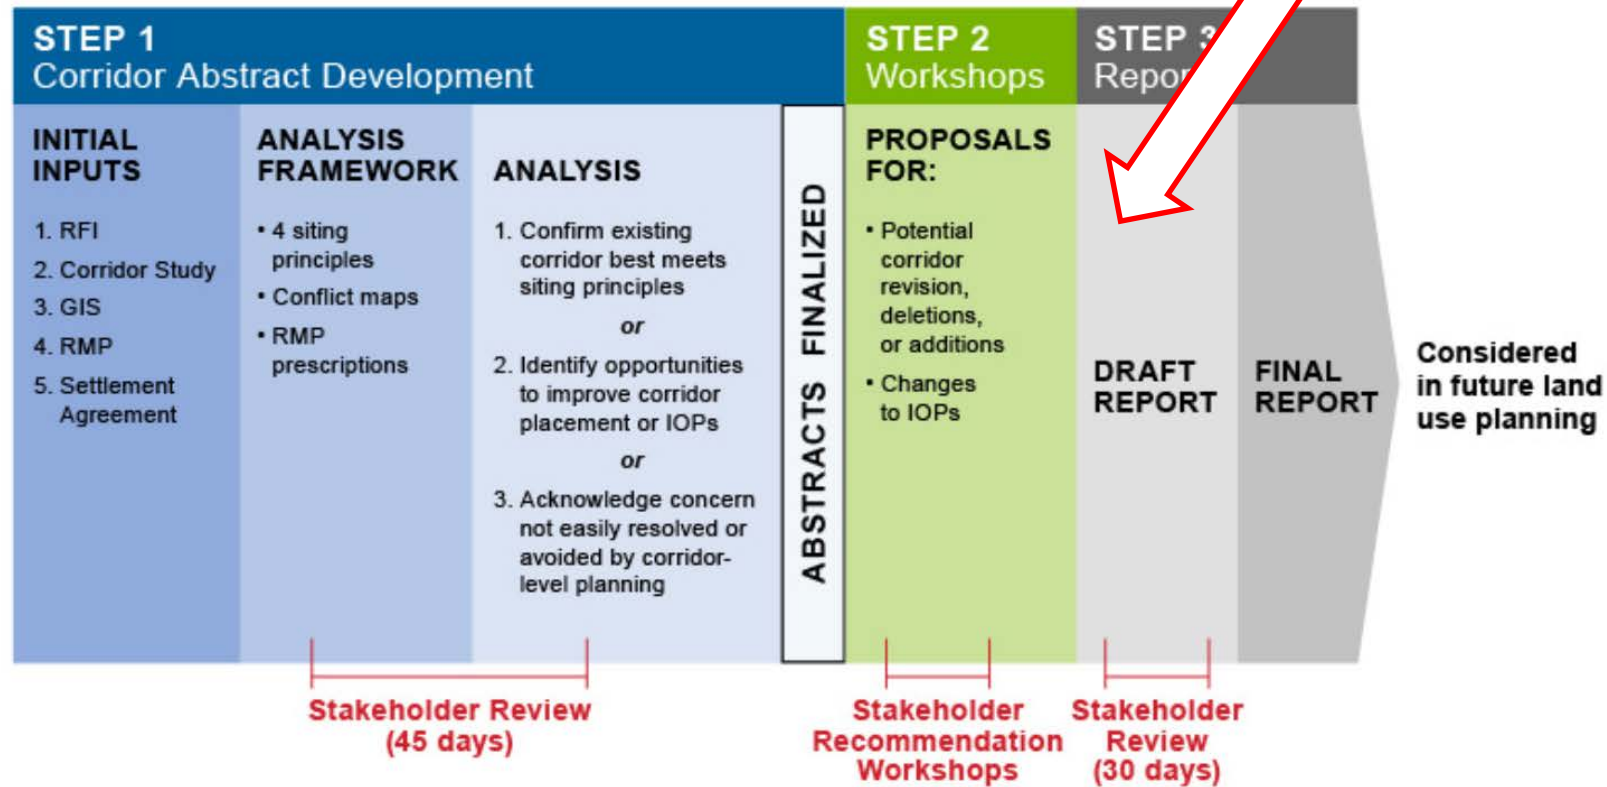 STEP 1
Corridor Abstract Development
INITIAL
INPUTS
1. RFI
2. Corridor Study
3. GIS
4. RMP
5. Settlement
Agreement
ANALYSIS
FRAMEWORK
• 4 siting
principles
• Conflict maps
• RMP
prescriptions
ANALYSIS
1. Confirm existing
corridor best meets
siting principles
or
2. Identify opportunities
to improve corridor
placement or IOPs
or
3. Acknowledge concern
not easily resolved or
avoided by corridor-
level planning
ABSTRACTS FINALIZED
STEP 2
Workshops
PROPOSALS
FOR:
• Potential
corridor
revision,
deletions,
or additions
• Changes
to IOPs
STEP 3
Repor
DRAFT
REPORT
FINAL
REPORT
Considered
in future land
use planning
Stakeholder Review
(45 days)
Stakeholder
Recommendation
Workshops
Stakeholder
Review
(30 days)